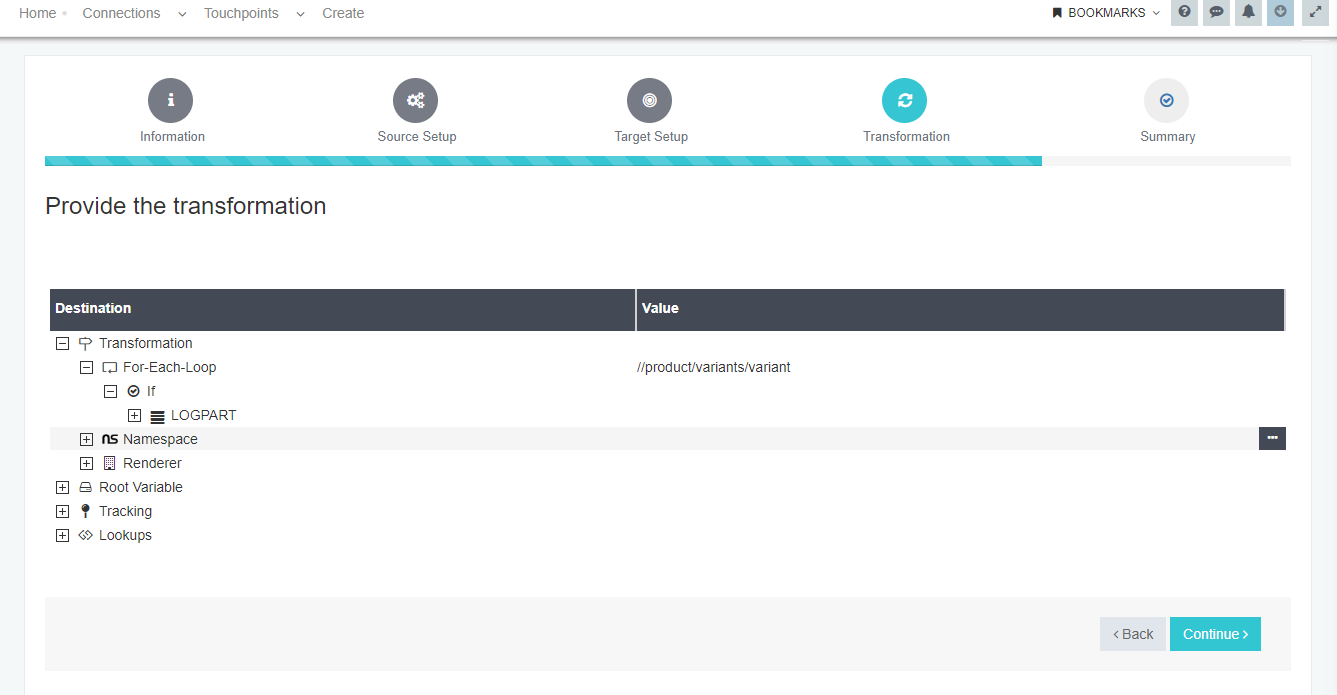 Home Connections Touchpoints Create BOOKMARKS
Information Source Setup Target Setup Transformation Summary
Provide the transformation
Destination Value
Transformation
For-Each-Loop //product/variants/variant
If
LOGPART
ns Namespace
Renderer
Root Variable
Tracking
Lookups
‹ Back Continue ›